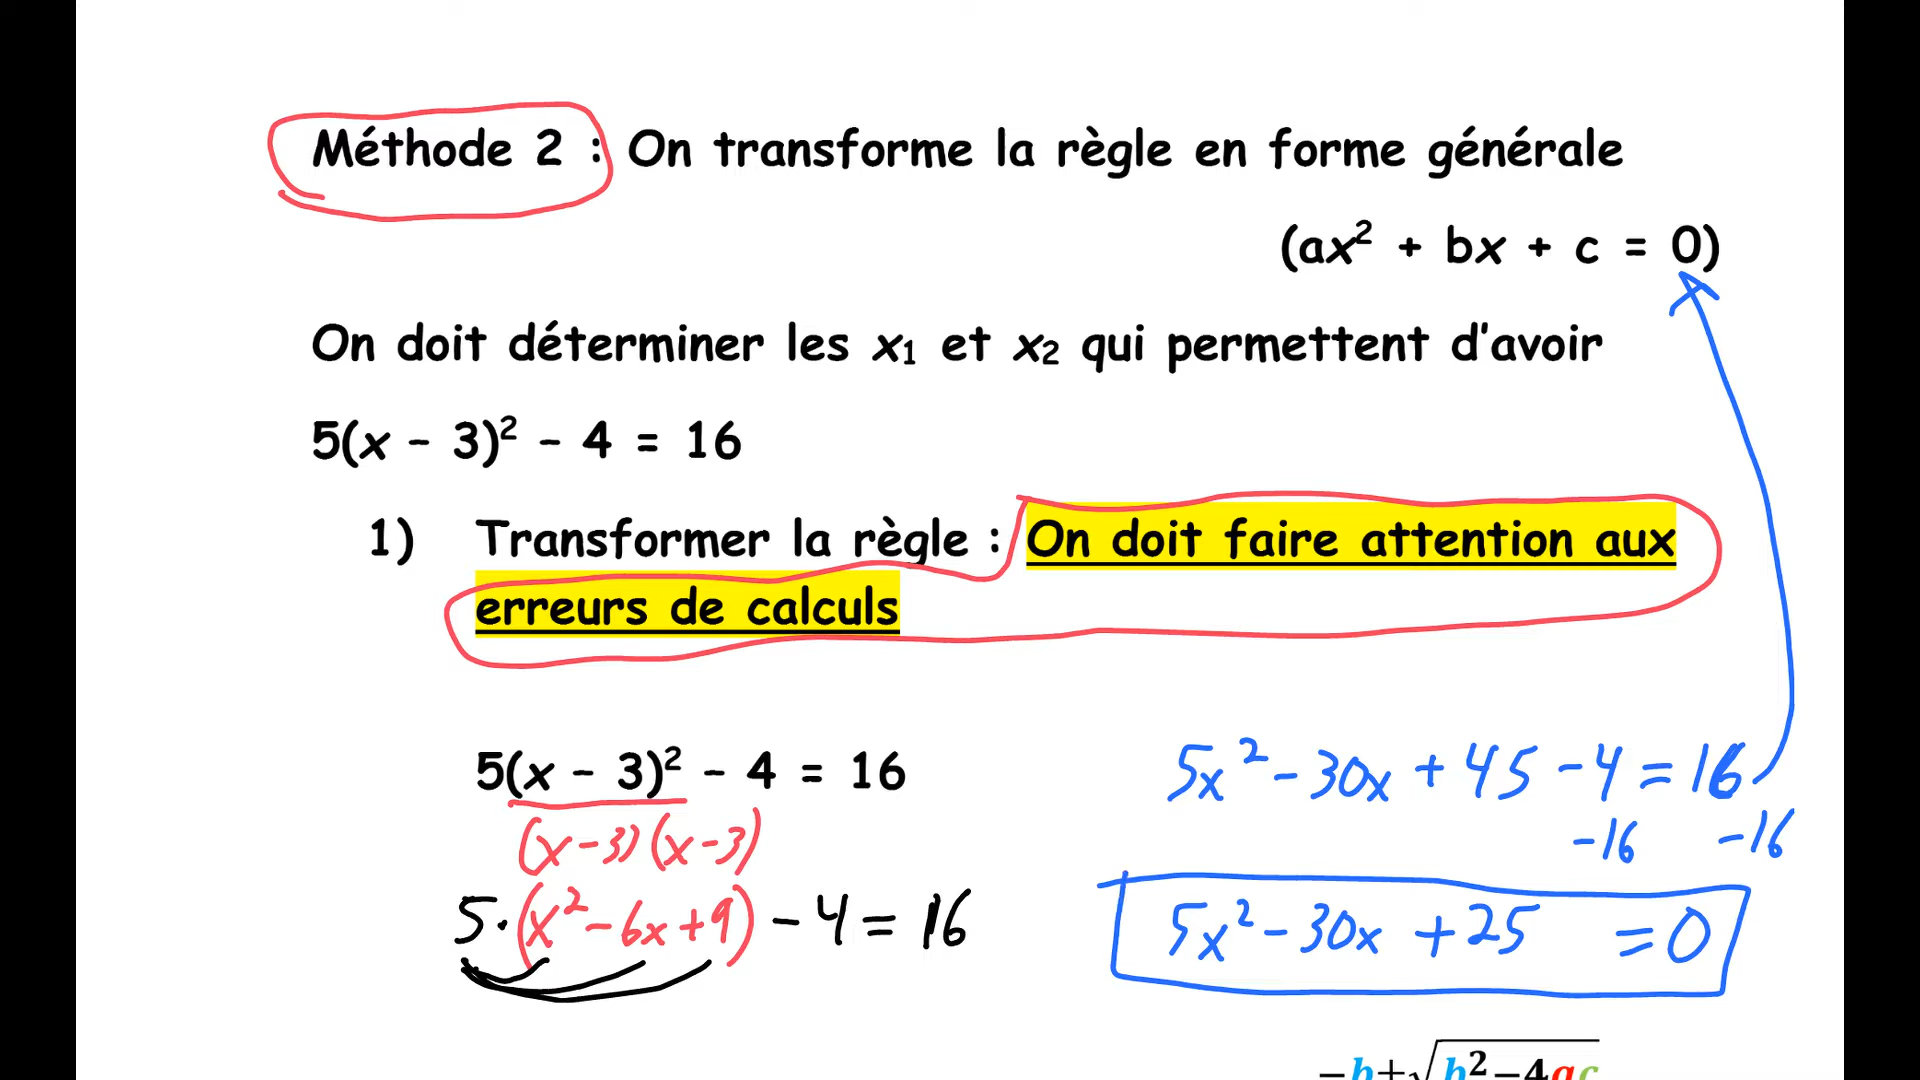 Méthode 2 : On transforme la règle en forme générale
(ax² + bx + c = 0)
On doit déterminer les x₁ et x₂ qui permettent d'avoir
5(x - 3)² - 4 = 16
1) Transformer la règle : On doit faire attention aux
erreurs de calculs
5(x - 3)² - 4 = 16
(x-3)(x-3)
5·(x²-6x+9) - 4 = 16
5x² - 30x + 45 - 4 = 16
-16 -16
5x² - 30x + 25 = 0
-b±√b²-4ac